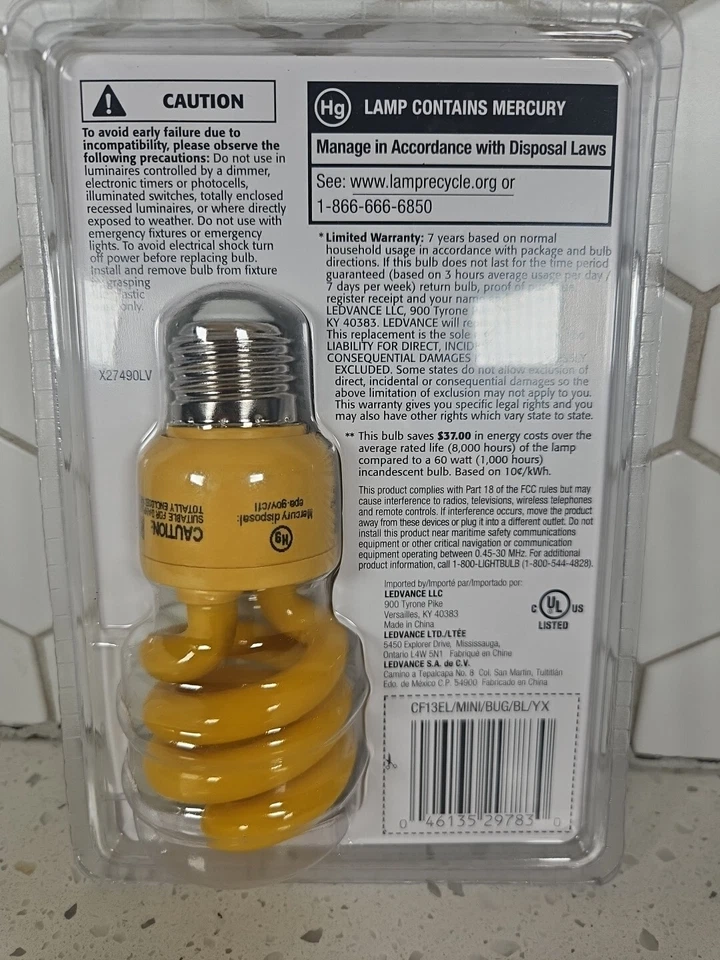 CAUTION
To avoid early failure due to
incompatibility, please observe the
following precautions: Do not use in
luminaires controlled by a dimmer,
electronic timers or photocells,
illuminated switches, totally enclosed
recessed luminaires, or where directly
exposed to weather. Do not use with
emergency fixtures or emergency
lights. To avoid electrical shock turn
off power before replacing bulb.
Install and remove bulb from fixture
grasping
only.
X27490LV
Hg LAMP CONTAINS MERCURY
Manage in Accordance with Disposal Laws
See: www.lamprecycle.org or
1-866-666-6850
* Limited Warranty: 7 years based on normal
household usage in accordance with package and bulb
directions. If this bulb does not last for the time period
guaranteed (based on 3 hours average usage per day /
7 days per week) return bulb, proof of
register receipt and your
LEDVANCE LLC, 900 Tyrone
KY 40383. LEDVANCE will
This replacement is the sole
LIABILITY FOR DIRECT,
CONSEQUENTIAL DAMAGES
EXCLUDED. Some states do not allow exclusion of
direct, incidental or consequential damages so the
above limitation of exclusion may not apply to you.
This warranty gives you specific legal rights and you
may also have other rights which vary state to state.
** This bulb saves $37.00 in energy costs over the
average rated life (8,000 hours) of the lamp
compared to a 60 watt (1,000 hours)
incandescent bulb. Based on 10¢/kWh.
This product complies with Part 18 of the FCC rules but may
cause interference to radios, televisions, wireless telephones
and remote controls. If interference occurs, move the product
away from these devices or plug it into a different outlet. Do not
install this product near maritime safety communications
equipment or other critical navigation or communication
equipment operating between 0.45-30 MHz. For additional
product information, call 1-800-LIGHTBULB (1-800-544-4828).
Imported by/Importé par/Importado por:
LEDVANCE LLC
900 Tyrone Pike
Versailles, KY 40383
Made in China
LEDVANCE LTD./LTÉE
5450 Explorer Drive, Mississauga,
Ontario L4W 5N1 Fabriqué en Chine
LEDVANCE S.A. de C.V.
Camino a Tepalcapa No. 8 Col. San Martín, Tultitlán
Edo. de México C.P. 54900 Fabricado en China
C UL US
LISTED
CF13EL/MINI/BUG/BL/YX
0 46135 29783 0
Hg
Mercury disposal:
epa.gov/cfl
CAUTION:
SUITABLE FOR
TOTALLY